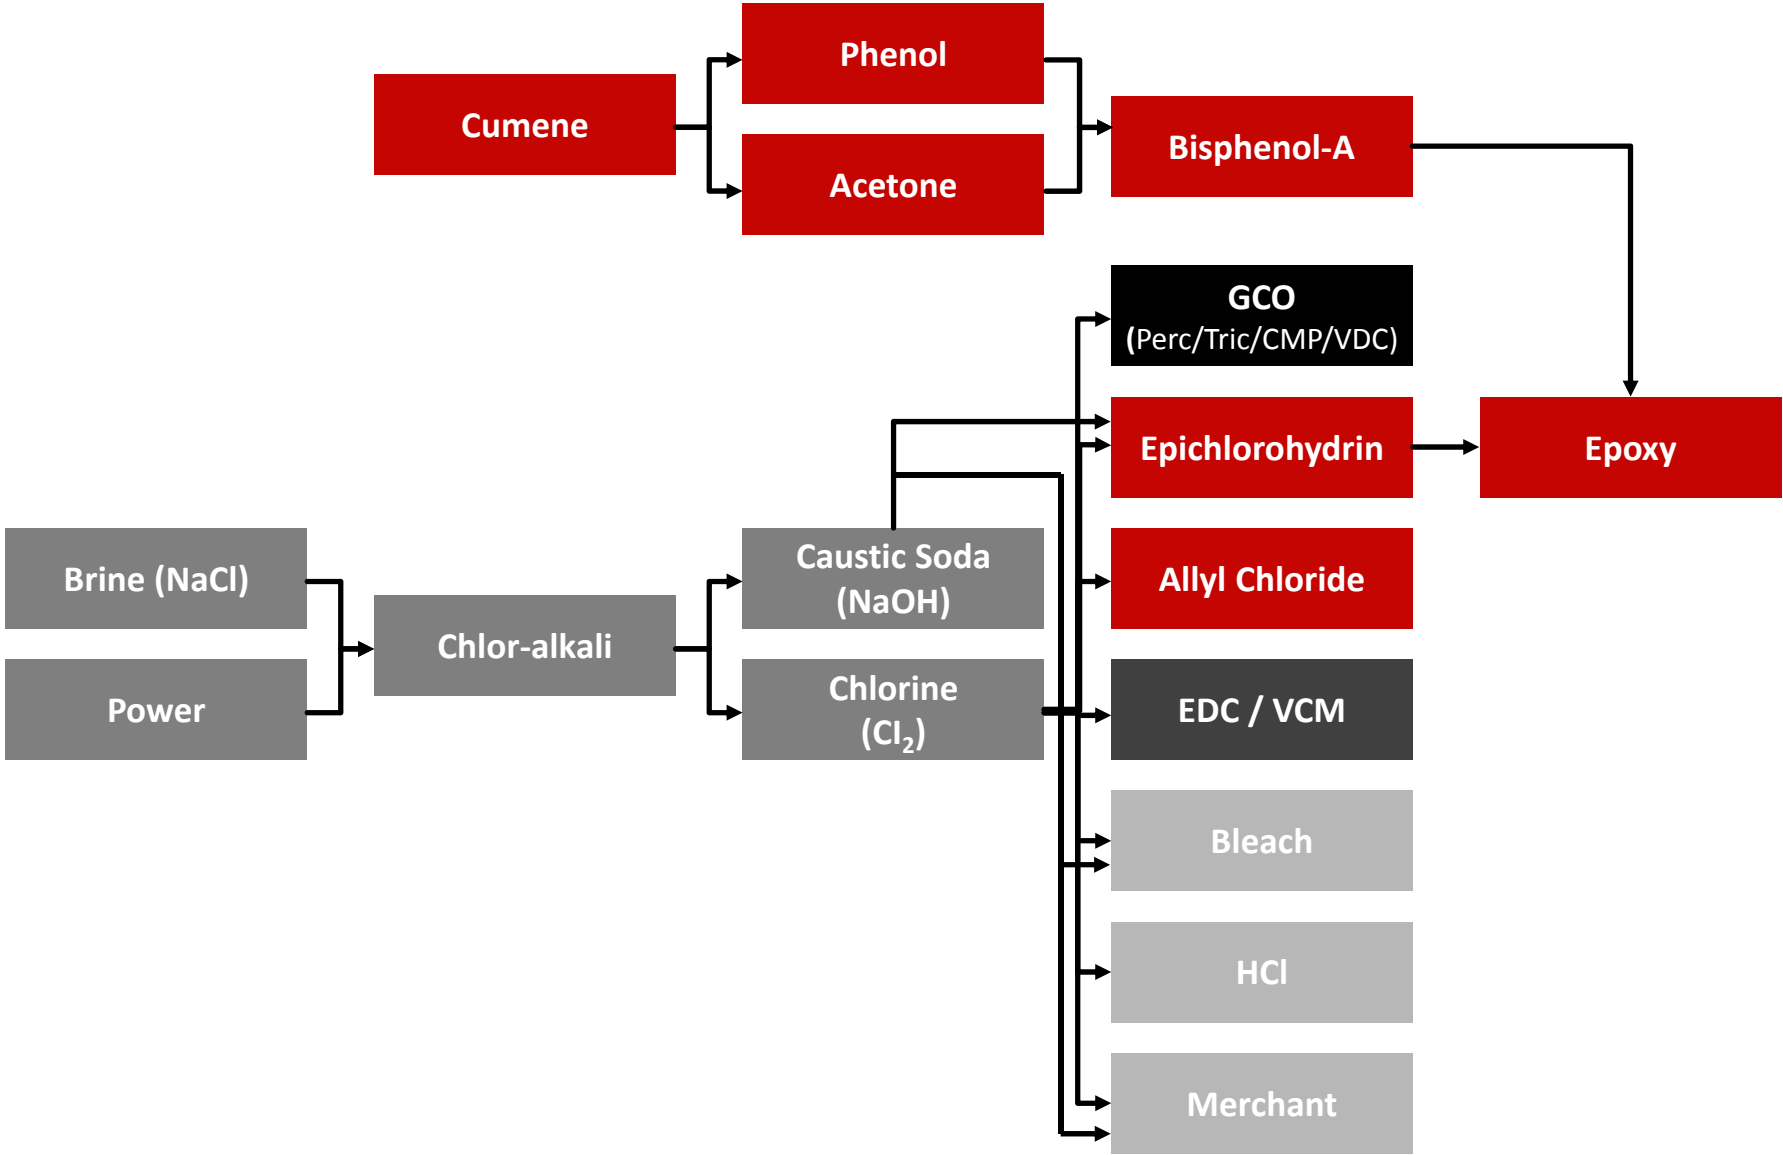 Phenol
Cumene
Bisphenol-A
Acetone
GCO
(Perc/Tric/CMP/VDC)
Epichlorohydrin
Epoxy
Brine (NaCl)
Caustic Soda
(NaOH)
Allyl Chloride
Chlor-alkali
Power
Chlorine
(Cl₂)
EDC / VCM
Bleach
HCl
Merchant